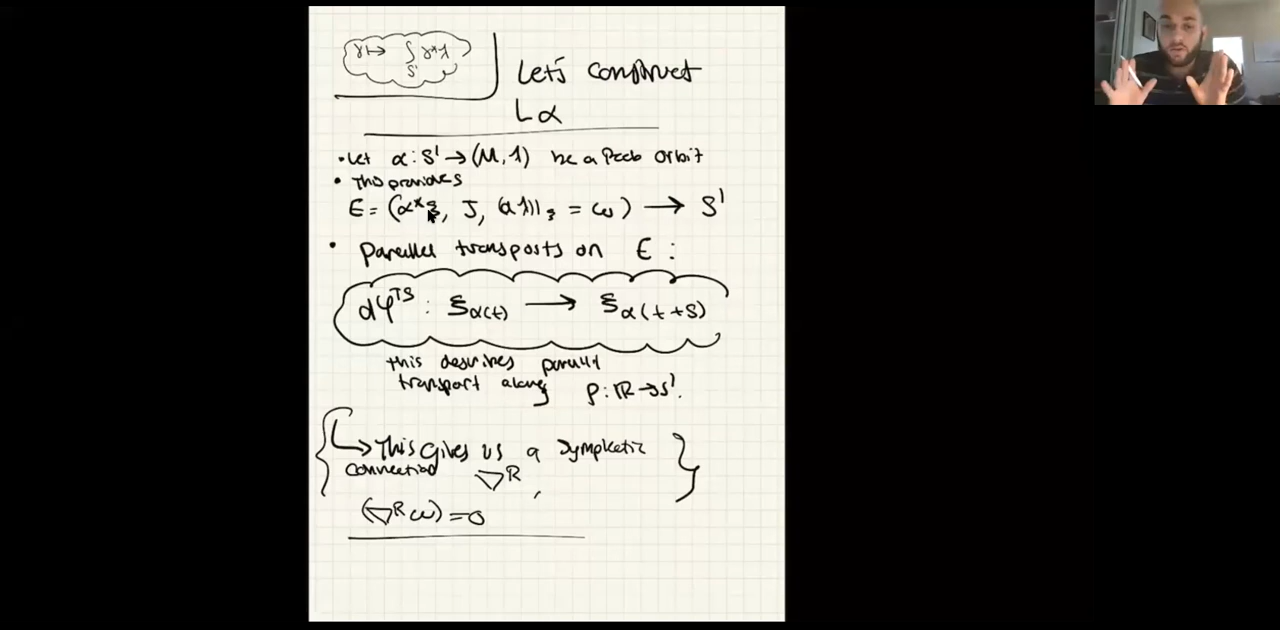 γ ↦ ∫ γ*λ
S¹
Let's construct
L α
• Let α : S¹ → (M, λ) be a Reeb orbit
• This provides
E = (α*ξ, J, (dλ)|ξ = ω) → S¹
• Parallel transports on E :
dφ^TS : ξα(t) → ξα(t+S)
this describes parallel
transport along ρ : ℝ → S¹.
↳ This gives us a symplectic
connection ∇^R,
(∇^R ω) = 0